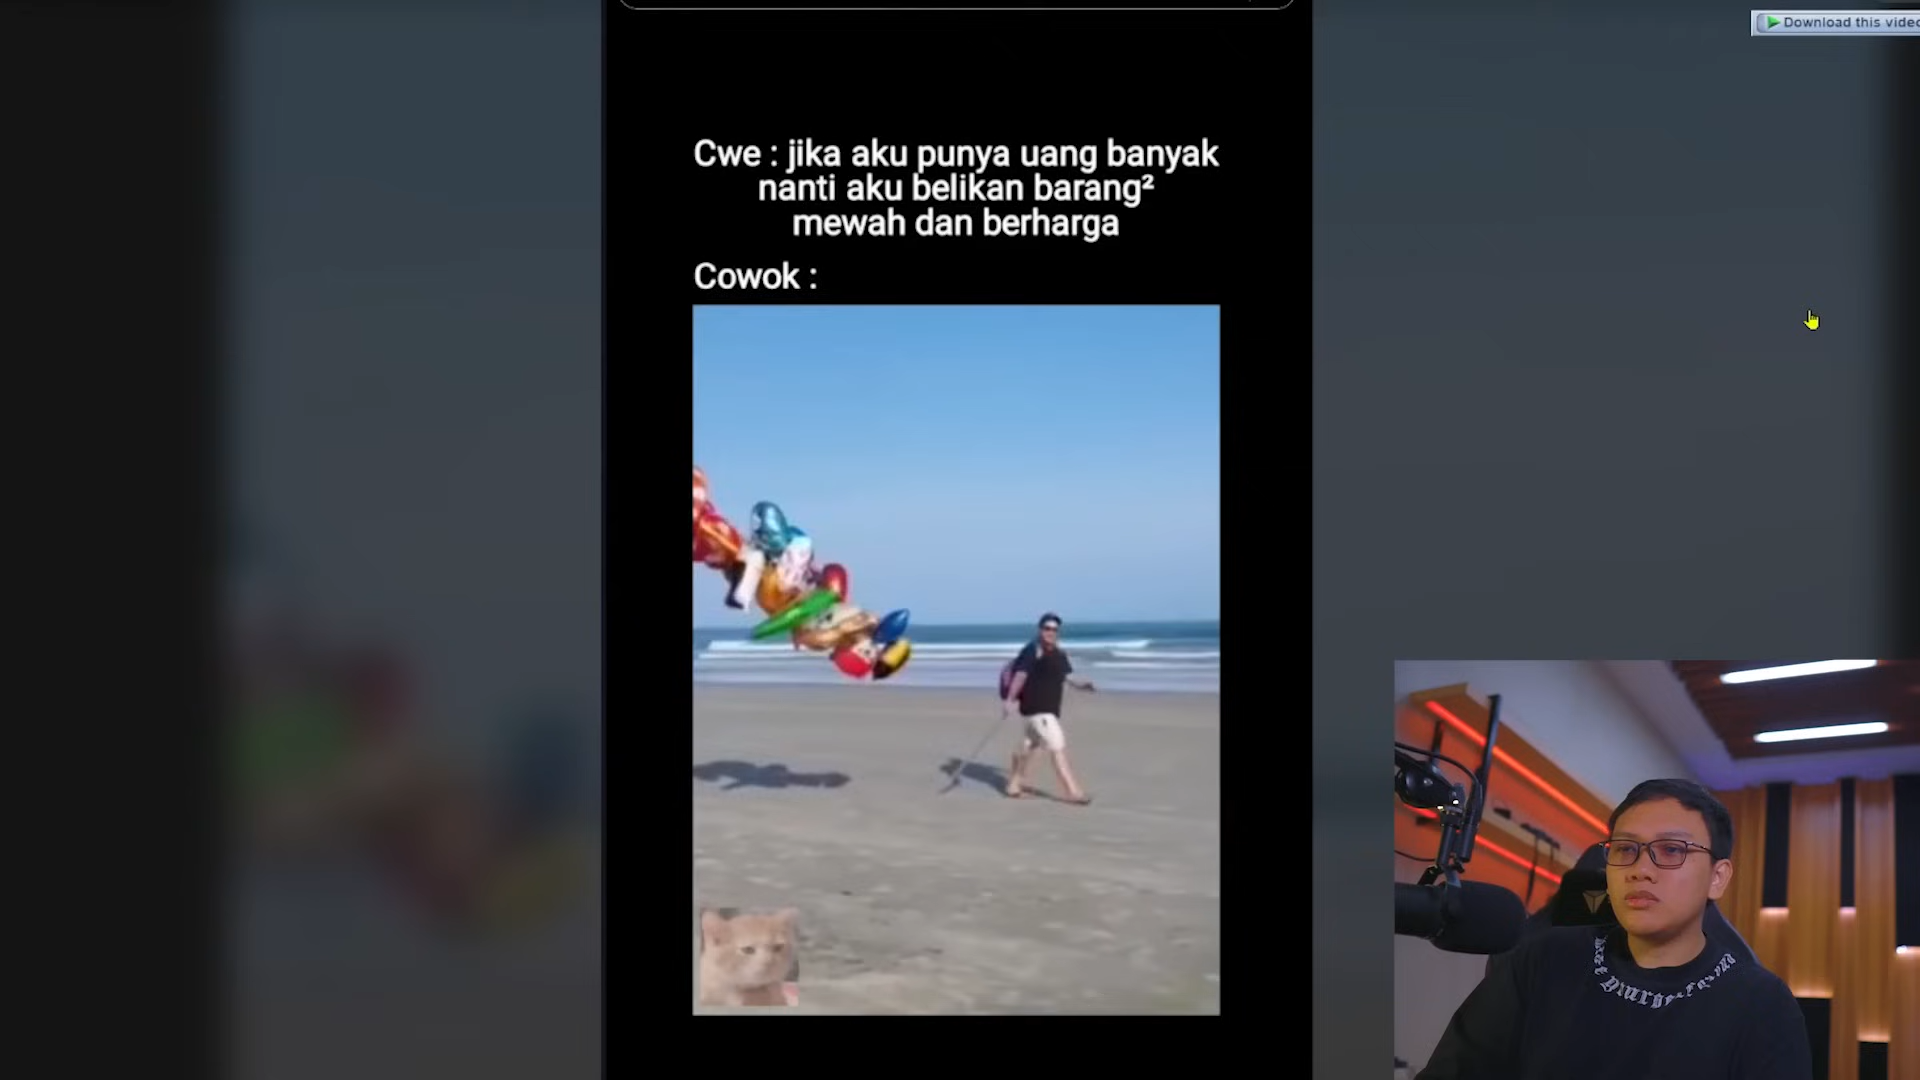 Download this video
Cwe : jika aku punya uang banyak
nanti aku belikan barang²
mewah dan berharga
Cowok :